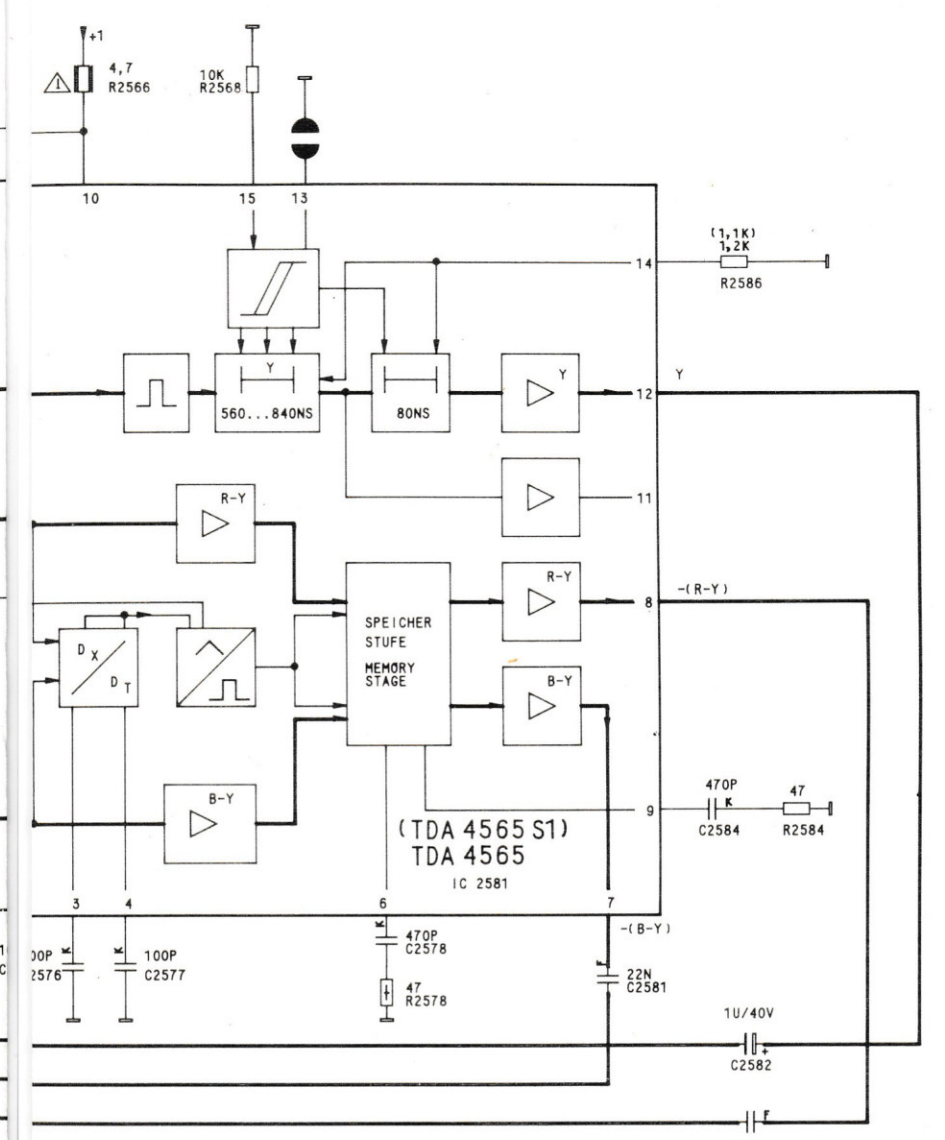 +1
4,7
R2566
10K
R2568
10
15
13
(1,1K)
1,2K
14
R2586
Y
560...840NS
80NS
Y
12
Y
11
R-Y
R-Y
8
-(R-Y)
SPEICHER
STUFE
MEMORY
STAGE
D X
D T
B-Y
B-Y
470P
K
C2584
47
R2584
9
(TDA 4565 S1)
TDA 4565
IC 2581
3
4
6
7
-(B-Y)
00P
K
2576
K
100P
C2577
K
470P
C2578
47
R2578
F
22N
C2581
1U/40V
+
C2582
F